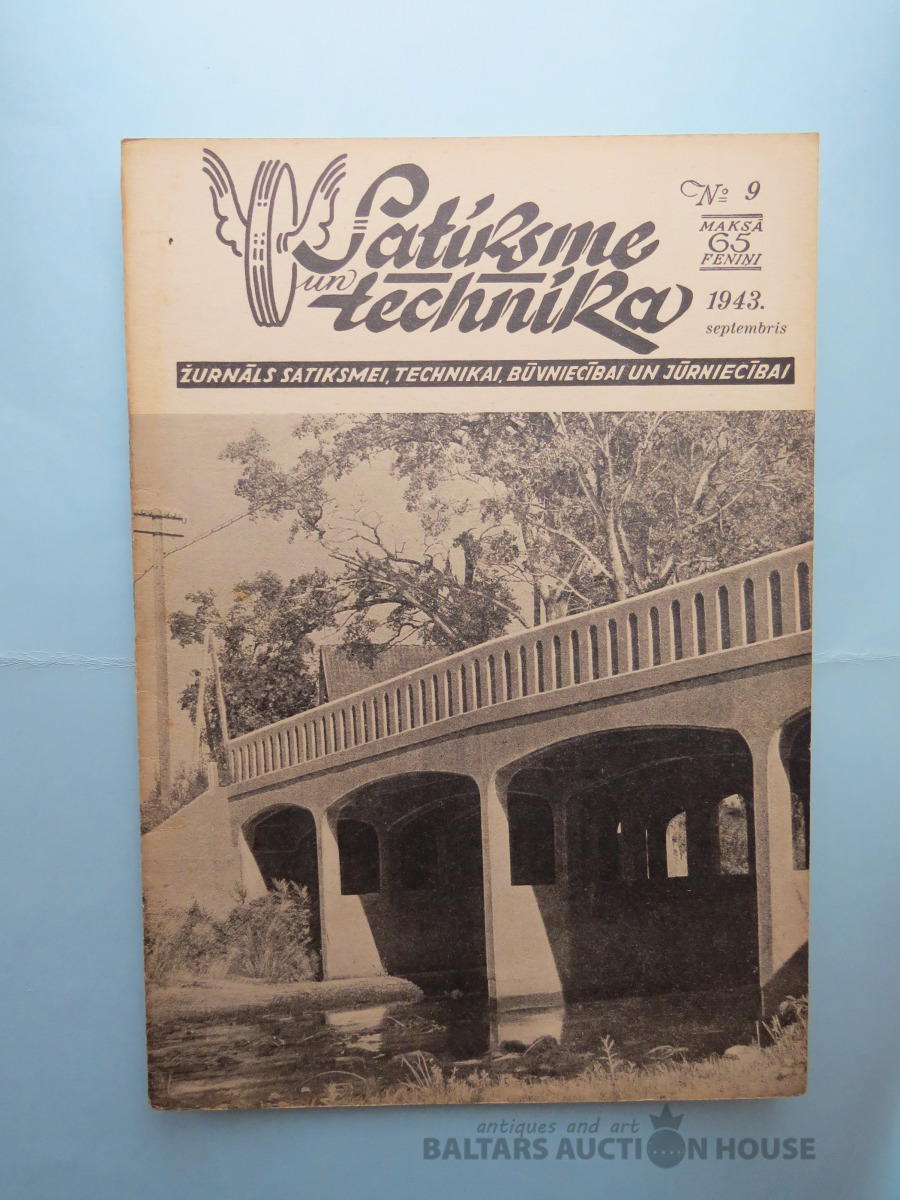 Satiksme
un technika
№ 9
MAKSĀ
65
FENIŅI
1943.
septembris
ŽURNĀLS SATIKSMEI, TECHNIKAI, BŪVNIECĪBAI UN JŪRNIECĪBAI
antiques and art
BALTARS AUCTION HOUSE